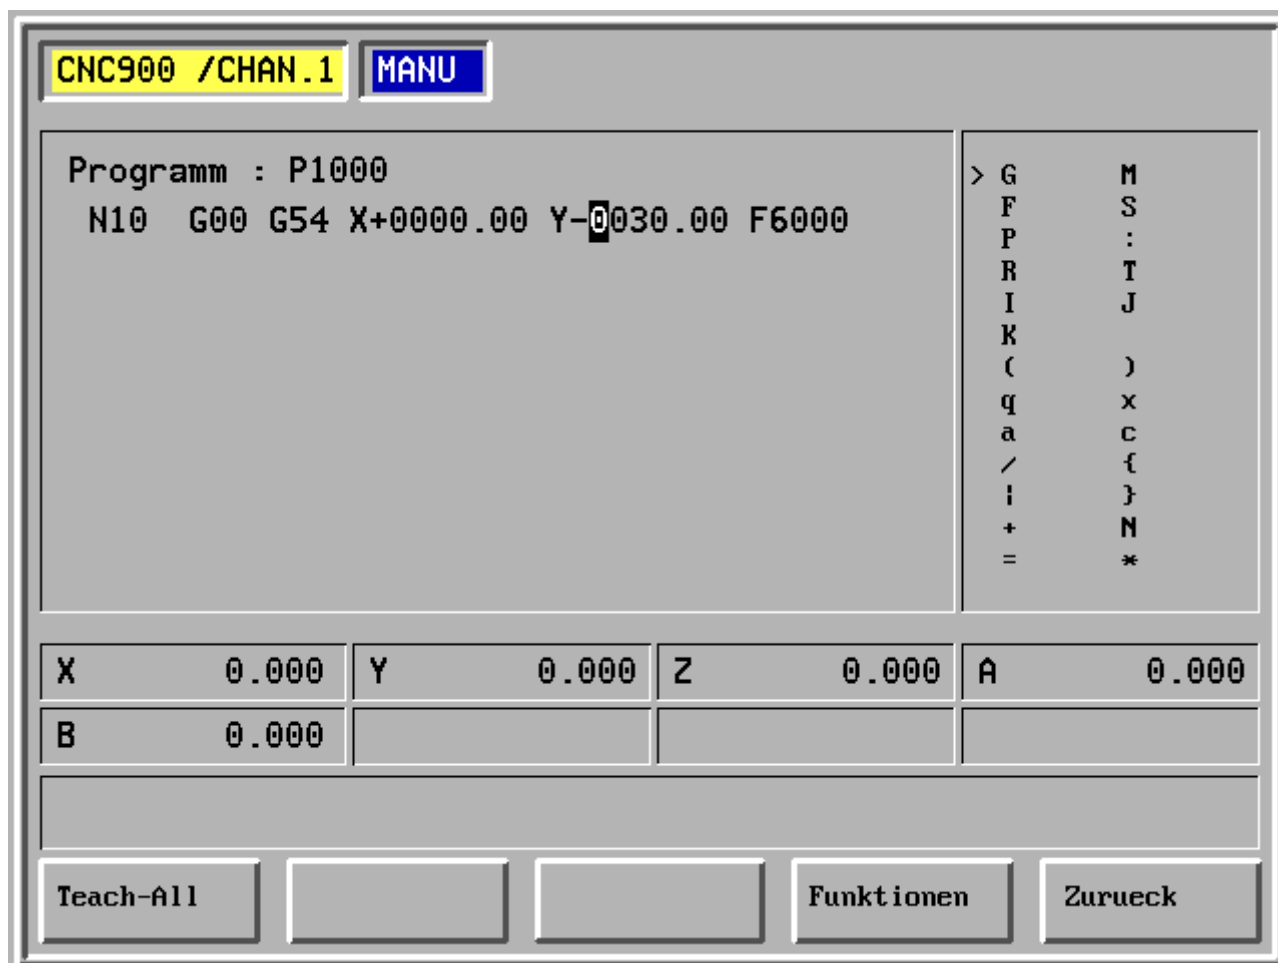 CNC900 /CHAN.1 MANU
Programm : P1000
N10 G00 G54 X+0000.00 Y-0030.00 F6000
> G M
F S
P :
R T
I J
K
( )
q x
a c
/ {
¦ }
+ N
= *
X 0.000 Y 0.000 Z 0.000 A 0.000
B 0.000
Teach-All Funktionen Zurueck